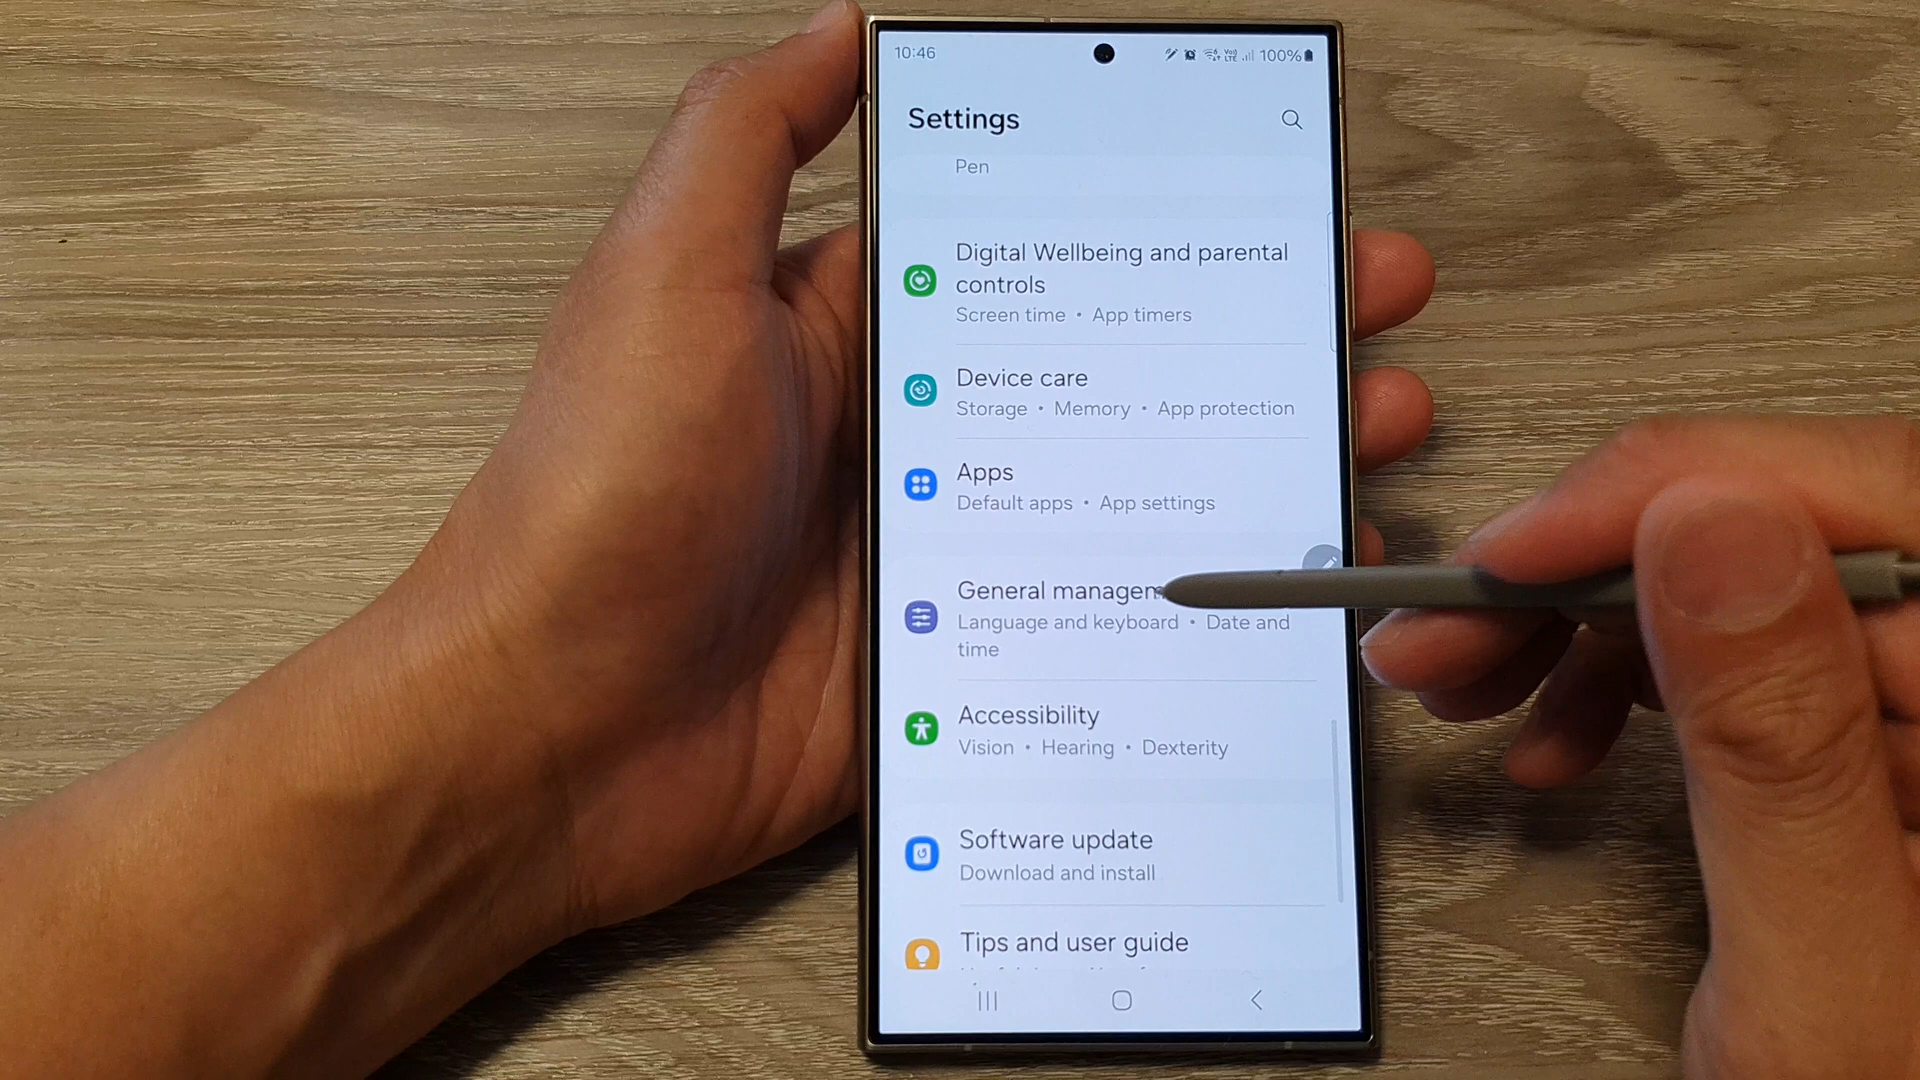 10:46 Vo)) LTE 100%
Settings
Pen
Digital Wellbeing and parental
controls
Screen time • App timers
Device care
Storage • Memory • App protection
Apps
Default apps • App settings
General managem
Language and keyboard • Date and
time
Accessibility
Vision • Hearing • Dexterity
Software update
Download and install
Tips and user guide